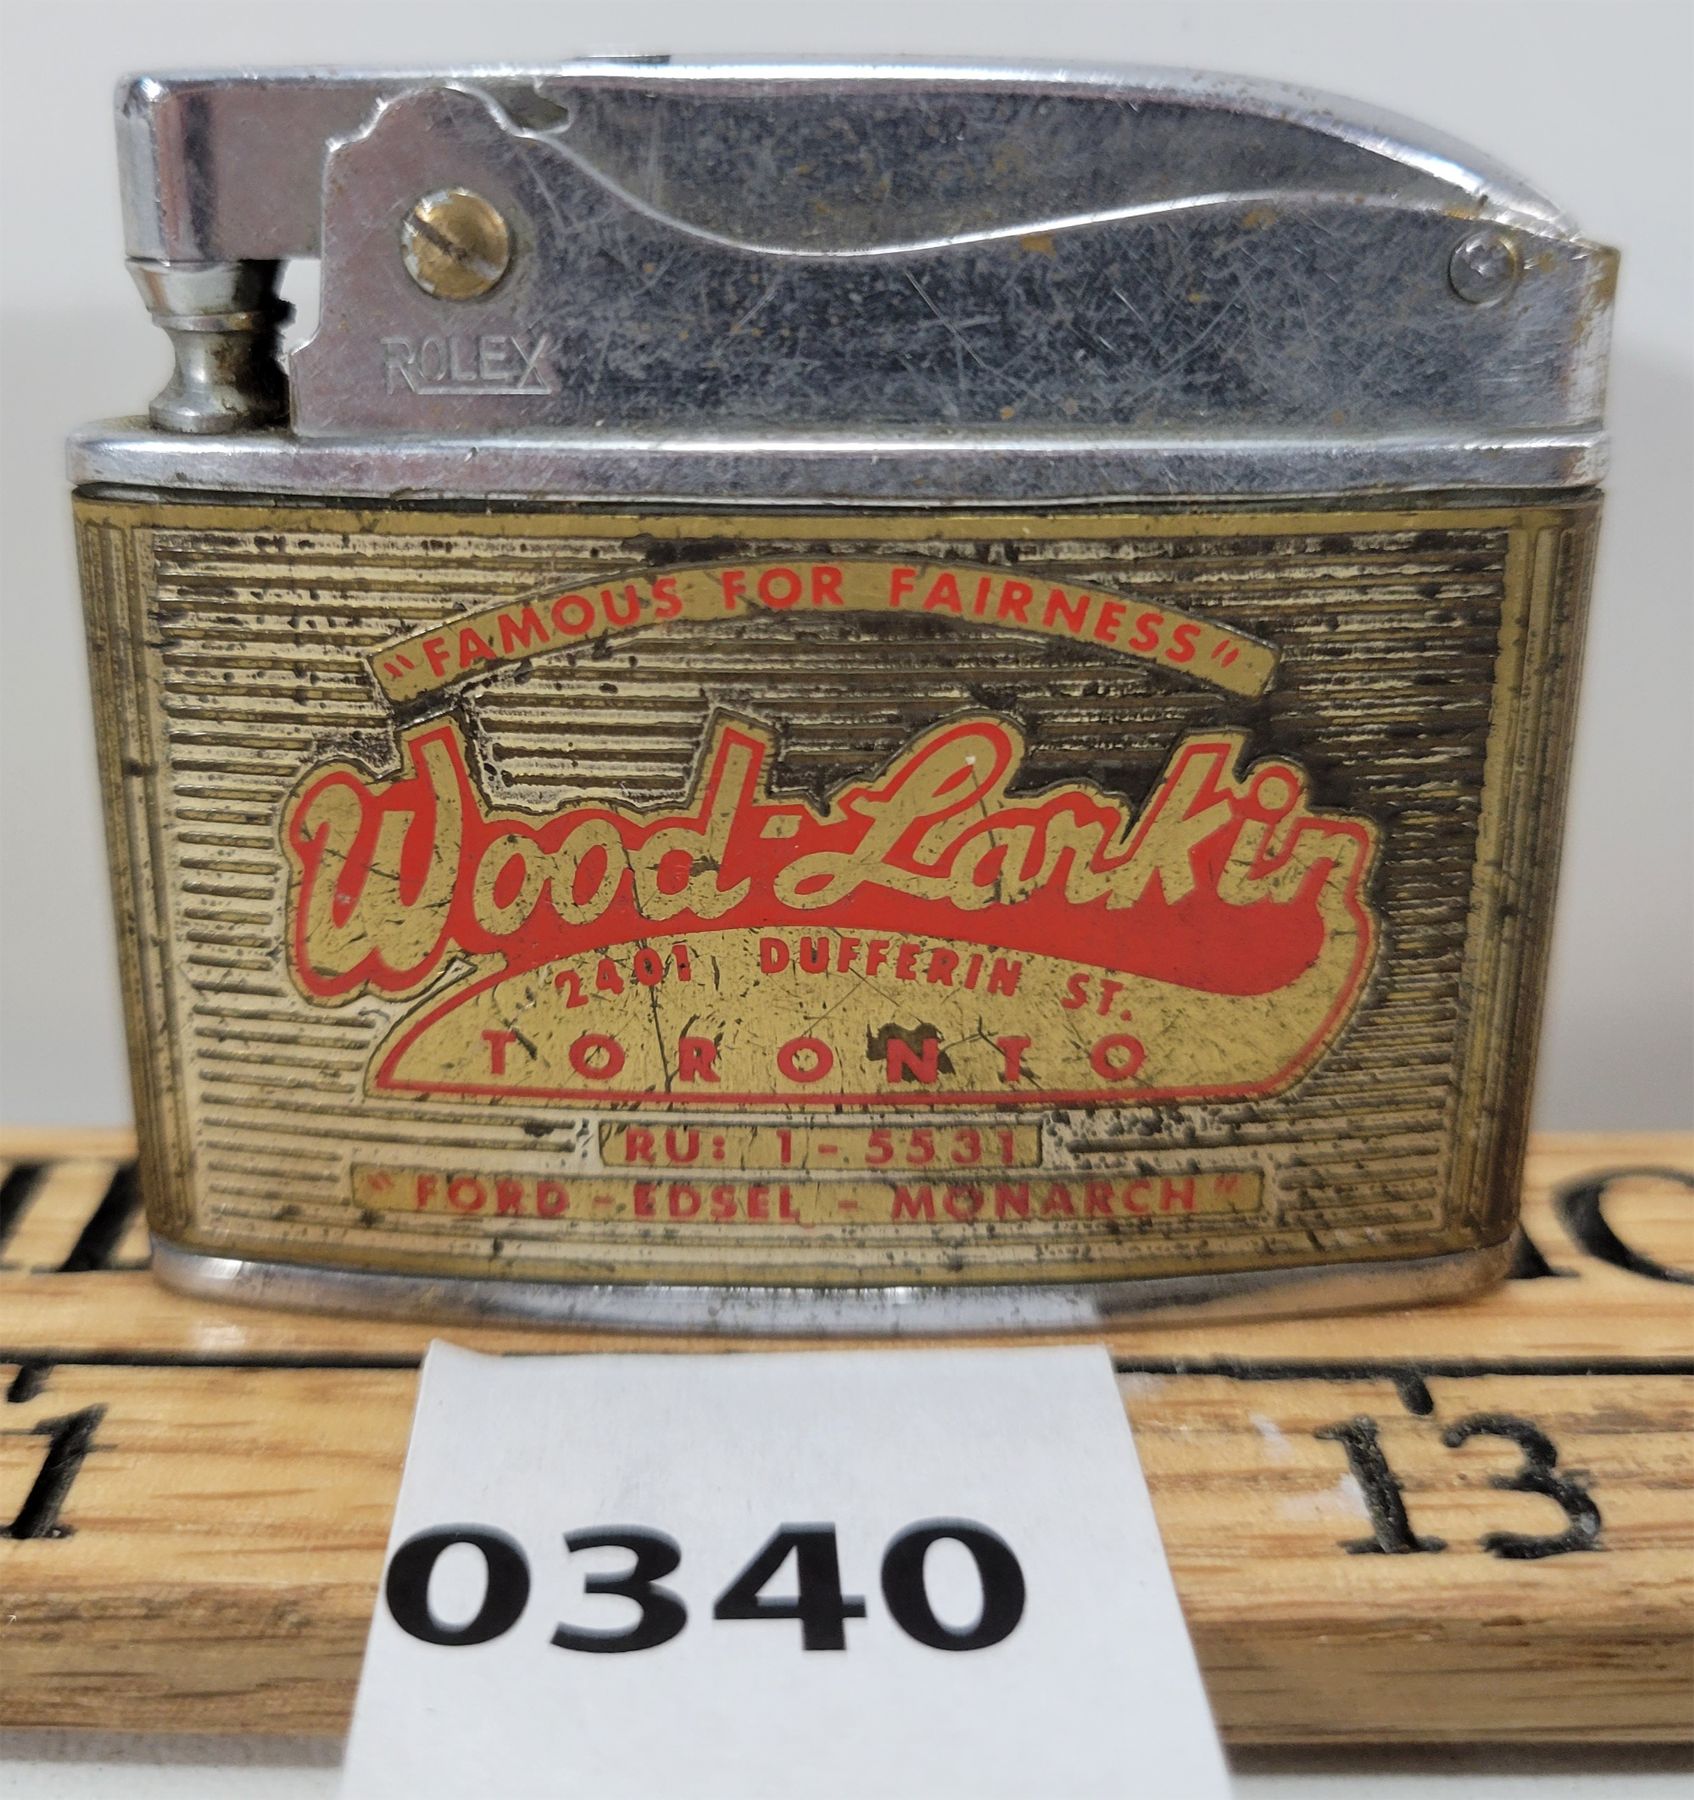 ROLEX
"FAMOUS FOR FAIRNESS"
Wood-Larkin
2401 DUFFERIN ST.
TORONTO
RU: 1-5531
"FORD - EDSEL - MONARCH"
13
0340